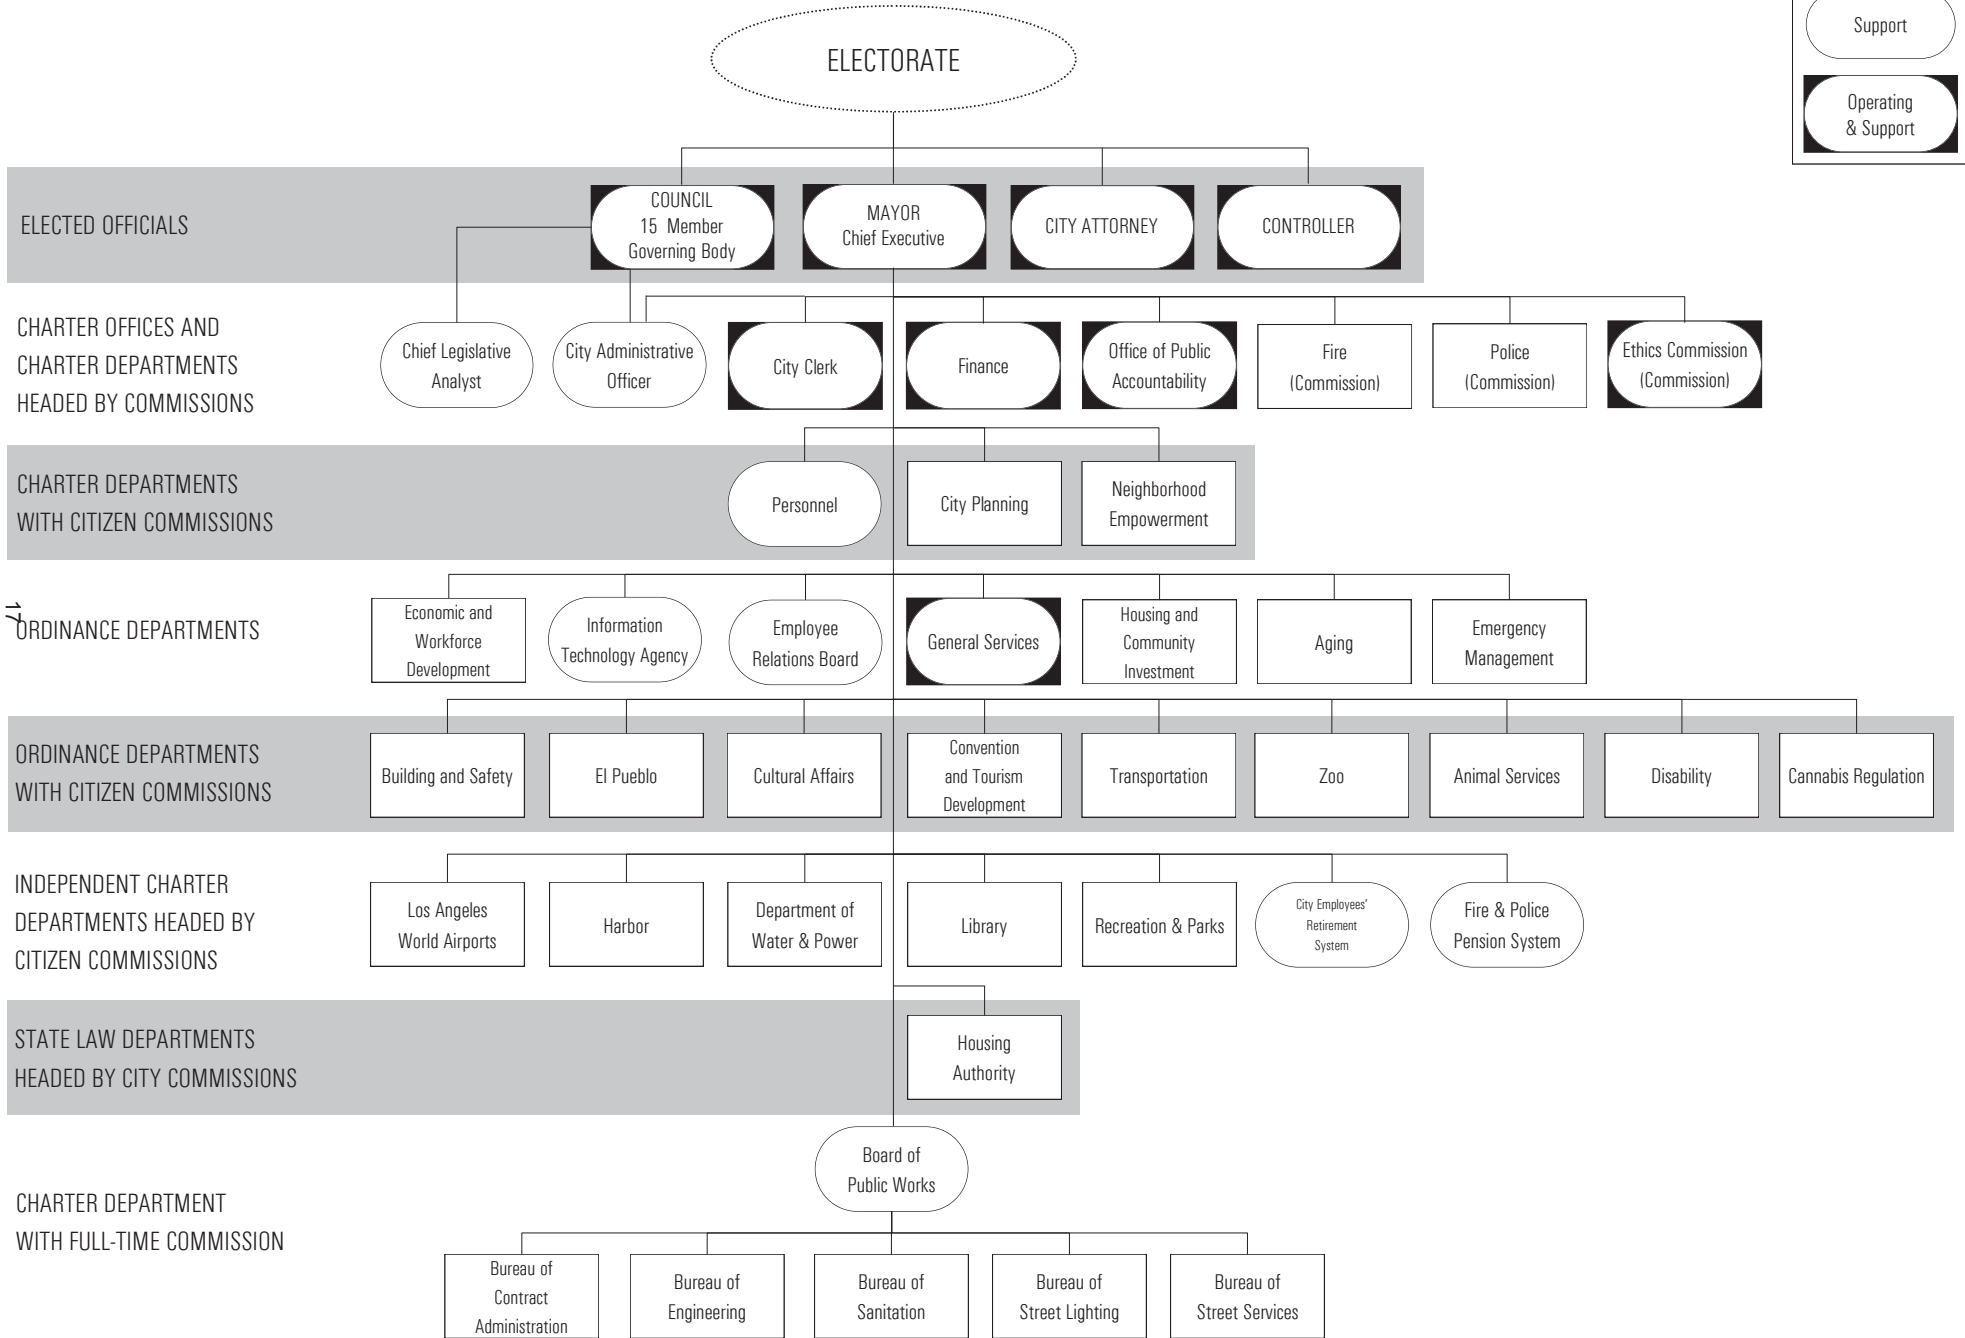 Support
Operating
& Support
ELECTORATE
ELECTED OFFICIALS
COUNCIL
15 Member
Governing Body
MAYOR
Chief Executive
CITY ATTORNEY
CONTROLLER
CHARTER OFFICES AND
CHARTER DEPARTMENTS
HEADED BY COMMISSIONS
Chief Legislative
Analyst
City Administrative
Officer
City Clerk
Finance
Office of Public
Accountability
Fire
(Commission)
Police
(Commission)
Ethics Commission
(Commission)
CHARTER DEPARTMENTS
WITH CITIZEN COMMISSIONS
Personnel
City Planning
Neighborhood
Empowerment
17
ORDINANCE DEPARTMENTS
Economic and
Workforce
Development
Information
Technology Agency
Employee
Relations Board
General Services
Housing and
Community
Investment
Aging
Emergency
Management
ORDINANCE DEPARTMENTS
WITH CITIZEN COMMISSIONS
Building and Safety
El Pueblo
Cultural Affairs
Convention
and Tourism
Development
Transportation
Zoo
Animal Services
Disability
Cannabis Regulation
INDEPENDENT CHARTER
DEPARTMENTS HEADED BY
CITIZEN COMMISSIONS
Los Angeles
World Airports
Harbor
Department of
Water & Power
Library
Recreation & Parks
City Employees'
Retirement
System
Fire & Police
Pension System
STATE LAW DEPARTMENTS
HEADED BY CITY COMMISSIONS
Housing
Authority
CHARTER DEPARTMENT
WITH FULL-TIME COMMISSION
Board of
Public Works
Bureau of
Contract
Administration
Bureau of
Engineering
Bureau of
Sanitation
Bureau of
Street Lighting
Bureau of
Street Services